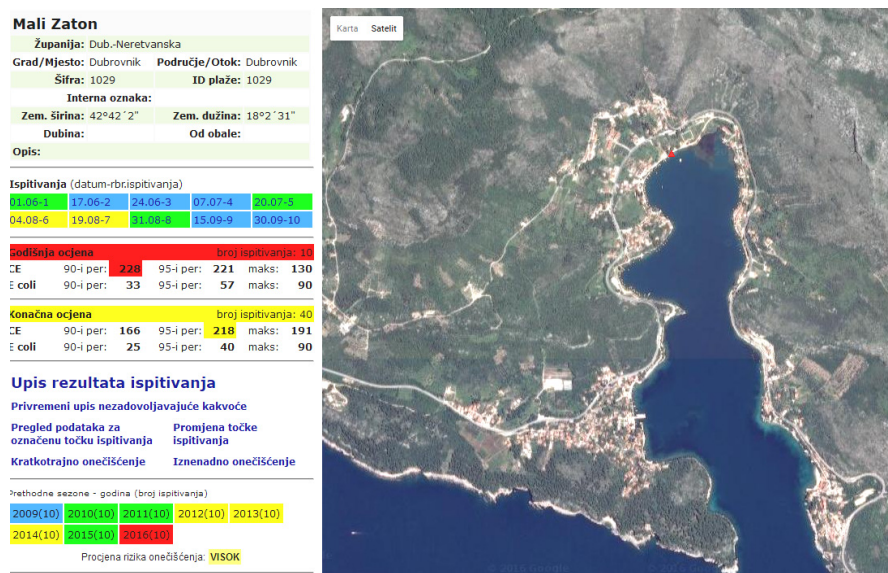 Mali Zaton
Županija: Dub.-Neretvanska
Grad/Mjesto: Dubrovnik Područje/Otok: Dubrovnik
Šifra: 1029 ID plaže: 1029
Interna oznaka:
Zem. širina: 42º42´2" Zem. dužina: 18º2´31"
Dubina: Od obale:
Opis:
Ispitivanja (datum-rbr.ispitivanja)
01.06-1 17.06-2 24.06-3 07.07-4 20.07-5
04.08-6 19.08-7 31.08-8 15.09-9 30.09-10
Godišnja ocjena broj ispitivanja: 10
CE 90-i per: 228 95-i per: 221 maks: 130
E coli 90-i per: 33 95-i per: 57 maks: 90
Konačna ocjena broj ispitivanja: 40
CE 90-i per: 166 95-i per: 218 maks: 191
E coli 90-i per: 25 95-i per: 40 maks: 90
Upis rezultata ispitivanja
Privremeni upis nezadovoljavajuće kakvoće
Pregled podataka za označenu točku ispitivanja
Promjena točke ispitivanja
Kratkotrajno onečišćenje Iznenadno onečišćenje
Prethodne sezone - godina (broj ispitivanja)
2009(10) 2010(10) 2011(10) 2012(10) 2013(10)
2014(10) 2015(10) 2016(10)
Procjena rizika onečišćenja: VISOK
Karta Satelit